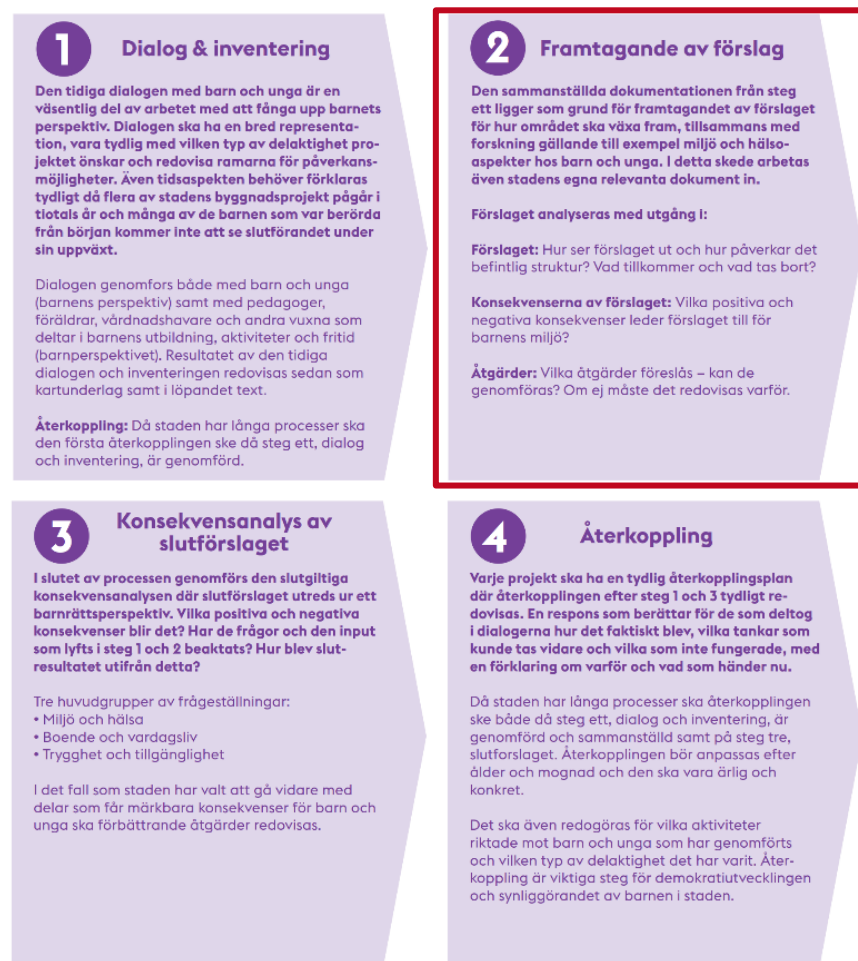 1
Dialog & inventering
Den tidiga dialogen med barn och unga är en
väsentlig del av arbetet med att fånga upp barnets
perspektiv. Dialogen ska ha en bred representa-
tion, vara tydlig med vilken typ av delaktighet pro-
jektet önskar och redovisa ramarna för påverkans-
möjligheter. Även tidsaspekten behöver förklaras
tydligt då flera av stadens byggnadsprojekt pågår i
tiotals år och många av de barnen som var berörda
från början kommer inte att se slutförandet under
sin uppväxt.
Dialogen genomfors både med barn och unga
(barnens perspektiv) samt med pedagoger,
föräldrar, vårdnadshavare och andra vuxna som
deltar i barnens utbildning, aktiviteter och fritid
(barnperspektivet). Resultatet av den tidiga
dialogen och inventeringen redovisas sedan som
kartunderlag samt i löpandet text.
Återkoppling: Då staden har långa processer ska
den första återkopplingen ske då steg ett, dialog
och inventering, är genomförd.
2
Framtagande av förslag
Den sammanställda dokumentationen från steg
ett ligger som grund för framtagandet av förslaget
för hur området ska växa fram, tillsammans med
forskning gällande till exempel miljö och hälso-
aspekter hos barn och unga. I detta skede arbetas
även stadens egna relevanta dokument in.
Förslaget analyseras med utgång i:
Förslaget: Hur ser förslaget ut och hur påverkar det
befintlig struktur? Vad tillkommer och vad tas bort?
Konsekvenserna av förslaget: Vilka positiva och
negativa konsekvenser leder förslaget till för
barnens miljö?
Åtgärder: Vilka åtgärder föreslås – kan de
genomföras? Om ej måste det redovisas varför.
3
Konsekvensanalys av
slutförslaget
I slutet av processen genomförs den slutgiltiga
konsekvensanalysen där slutförslaget utreds ur ett
barnrättsperspektiv. Vilka positiva och negativa
konsekvenser blir det? Har de frågor och den input
som lyfts i steg 1 och 2 beaktats? Hur blev slut-
resultatet utifrån detta?
Tre huvudgrupper av frågeställningar:
• Miljö och hälsa
• Boende och vardagsliv
• Trygghet och tillgänglighet
I det fall som staden har valt att gå vidare med
delar som får märkbara konsekvenser för barn och
unga ska förbättrande åtgärder redovisas.
4
Återkoppling
Varje projekt ska ha en tydlig återkopplingsplan
där återkopplingen efter steg 1 och 3 tydligt re-
dovisas. En respons som berättar för de som deltog
i dialogerna hur det faktiskt blev, vilka tankar som
kunde tas vidare och vilka som inte fungerade, med
en förklaring om varför och vad som händer nu.
Då staden har långa processer ska återkopplingen
ske både då steg ett, dialog och inventering, är
genomförd och sammanställd samt på steg tre,
slutforslaget. Återkopplingen bör anpassas efter
ålder och mognad och den ska vara ärlig och
konkret.
Det ska även redogöras för vilka aktiviteter
riktade mot barn och unga som har genomförts
och vilken typ av delaktighet det har varit. Åter-
koppling är viktiga steg för demokratiutvecklingen
och synliggörandet av barnen i staden.